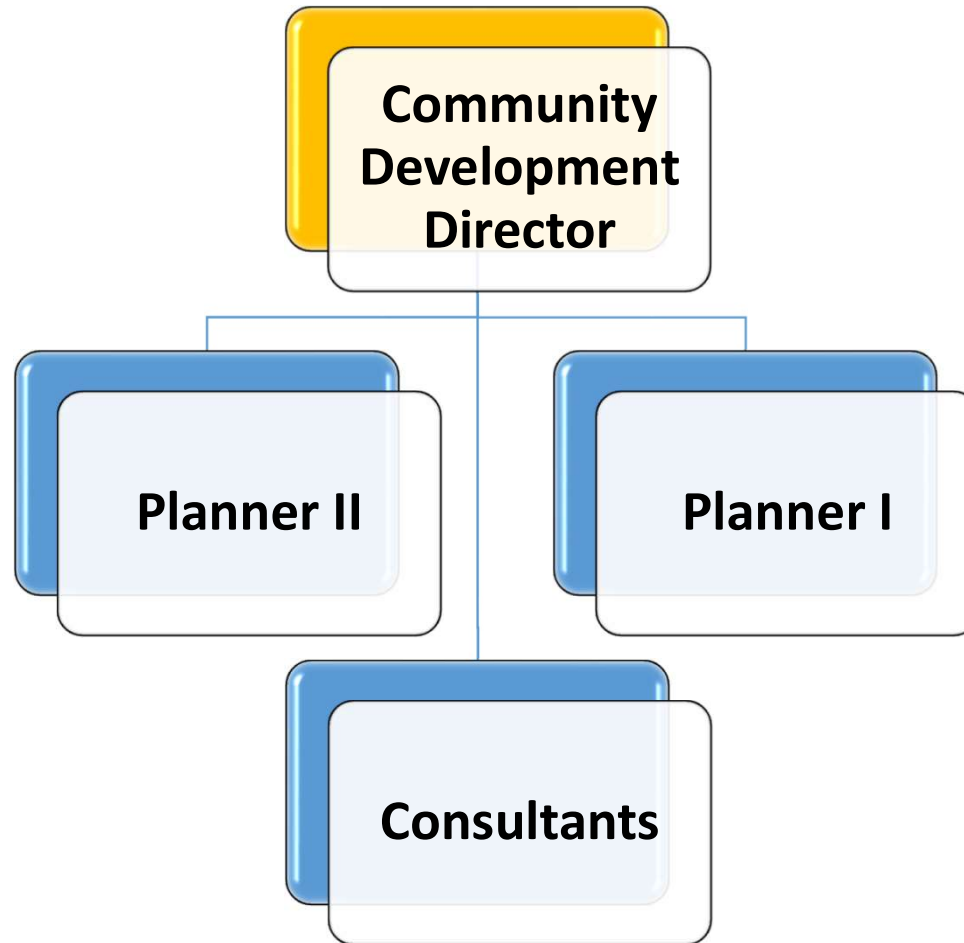 Community
Development
Director
Planner II
Planner I
Consultants